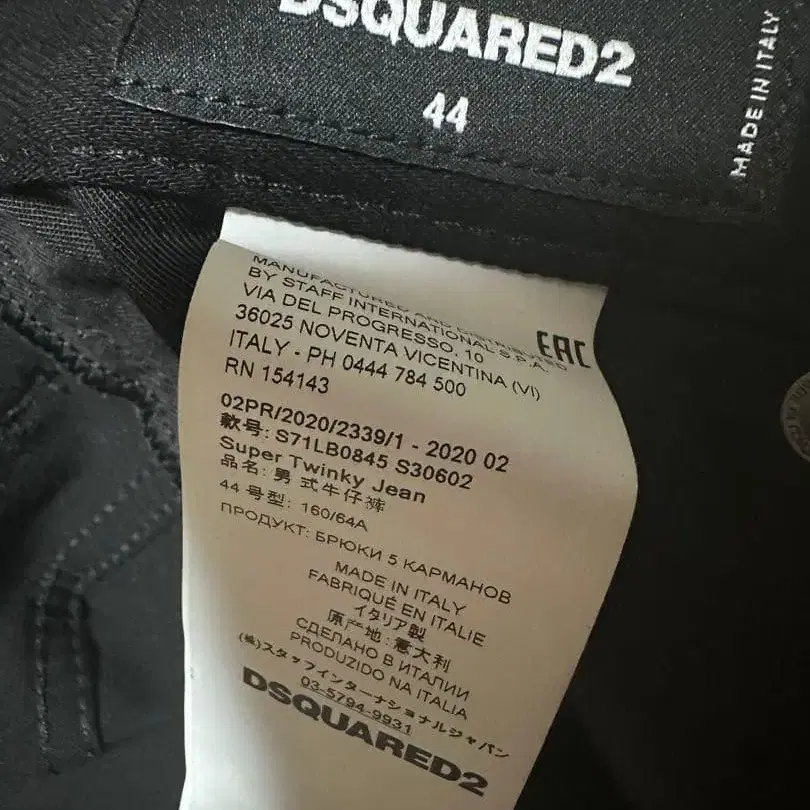 DSQUARED2
44
MADE IN ITALY
MANUFACTURED AND DISTRIBUTED
BY STAFF INTERNATIONAL S.P.A.
VIA DEL PROGRESSO, 10
36025 NOVENTA VICENTINA (VI)
ITALY - PH 0444 784 500
RN 154143
EAC
02PR/2020/2339/1 - 2020 02
款号: S71LB0845 S30602
Super Twinky Jean
品名: 男式牛仔裤
44 号型: 160/64A
ПРОДУКТ: БРЮКИ 5 КАРМАНОВ
MADE IN ITALY
FABRIQUÉ EN ITALIE
イタリア製
原产地: 意大利
СДЕЛАНО В ИТАЛИИ
PRODUZIDO NA ITALIA
(株)スタッフインターナショナルジャパン
03-5794-9931
DSQUARED2